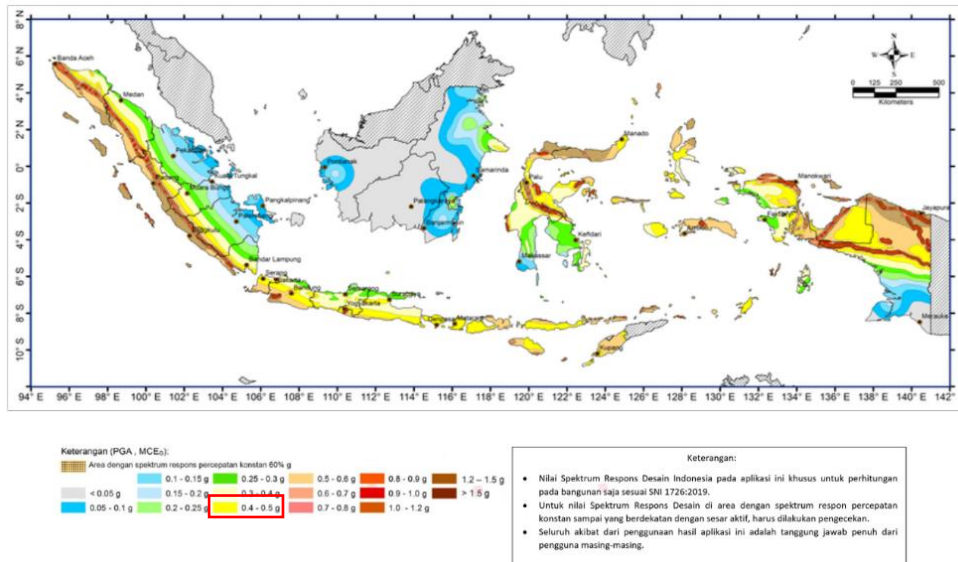 8° N
6° N
4° N
2° N
0°
2° S
4° S
6° S
8° S
10° S
94° E 96° E 98° E 100° E 102° E 104° E 106° E 108° E 110° E 112° E 114° E 116° E 118° E 120° E 122° E 124° E 126° E 128° E 130° E 132° E 134° E 136° E 138° E 140° E 142° E
N
W E
S
0 125 250 500
Kilometers
Banda Aceh
Medan
Manado
Pekanbaru
Pontianak
Samarinda
Palu
Manokwari
Padang
Muara Bungo
Pangkalpinang
Palangkaraya
Jayapura
Palembang
Banjarmasin
Bengkulu
Kendari
Ambon
Bandar Lampung
Makassar
Serang
Jakarta
Bandung
Semarang
Surabaya
Yogyakarta
Denpasar
Mataram
Merauke
Kupang
Keterangan (PGA , MCEG):
Area dengan spektrum respons percepatan konstan 60% g
0.1 - 0.15 g 0.25 - 0.3 g 0.5 - 0.6 g 0.8 - 0.9 g 1.2 – 1.5 g
< 0.05 g 0.15 - 0.2 g 0.3 - 0.4 g 0.6 - 0.7 g 0.9 - 1.0 g > 1.5 g
0.05 - 0.1 g 0.2 - 0.25 g 0.4 - 0.5 g 0.7 - 0.8 g 1.0 - 1.2 g
Keterangan:
• Nilai Spektrum Respons Desain Indonesia pada aplikasi ini khusus untuk perhitungan
pada bangunan saja sesuai SNI 1726:2019.
• Untuk nilai Spektrum Respons Desain di area dengan spektrum respon percepatan
konstan sampai yang berdekatan dengan sesar aktif, harus dilakukan pengecekan.
• Seluruh akibat dari penggunaan hasil aplikasi ini adalah tanggung jawab penuh dari
pengguna masing-masing.